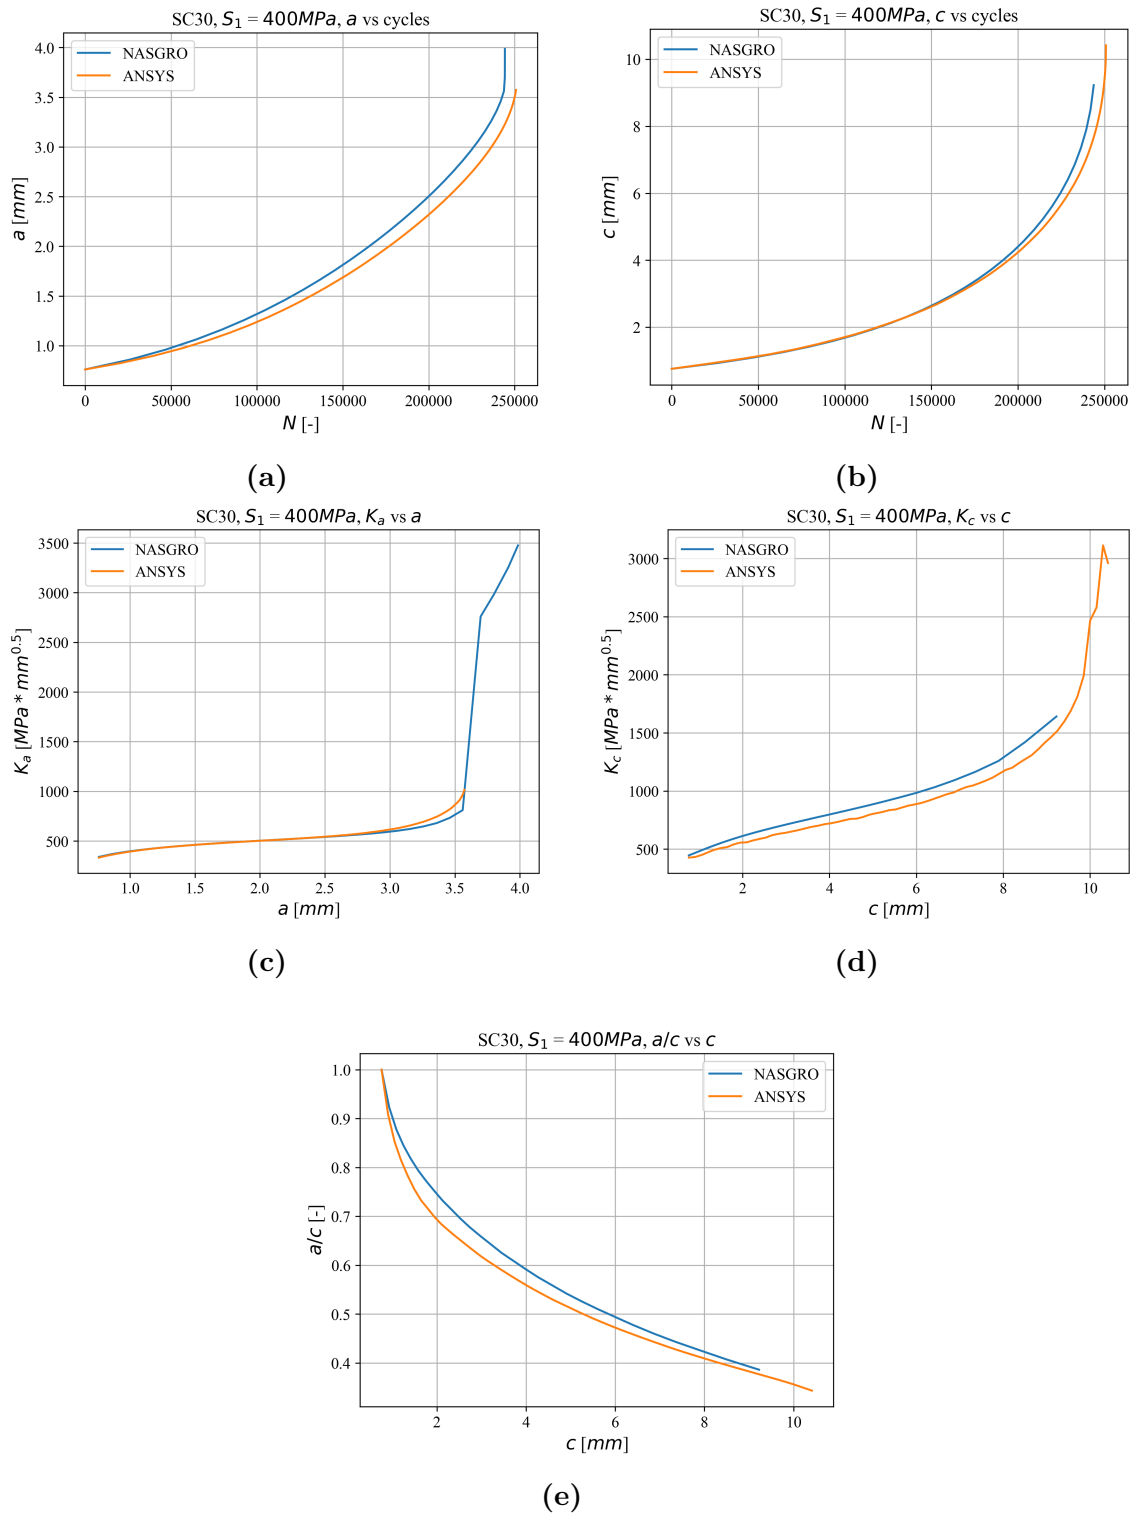 SC30, S₁ = 400MPa, a vs cycles
NASGRO
ANSYS
4.0
3.5
3.0
2.5
2.0
1.5
1.0
a [mm]
0 50000 100000 150000 200000 250000
N [-]
(a)
SC30, S₁ = 400MPa, c vs cycles
NASGRO
ANSYS
10
8
6
4
2
c [mm]
0 50000 100000 150000 200000 250000
N [-]
(b)
SC30, S₁ = 400MPa, Kₐ vs a
NASGRO
ANSYS
3500
3000
2500
2000
1500
1000
500
Kₐ [MPa * mm^0.5]
1.0 1.5 2.0 2.5 3.0 3.5 4.0
a [mm]
(c)
SC30, S₁ = 400MPa, K_c vs c
NASGRO
ANSYS
3000
2500
2000
1500
1000
500
K_c [MPa * mm^0.5]
2 4 6 8 10
c [mm]
(d)
SC30, S₁ = 400MPa, a/c vs c
NASGRO
ANSYS
1.0
0.9
0.8
0.7
0.6
0.5
0.4
a/c [-]
2 4 6 8 10
c [mm]
(e)